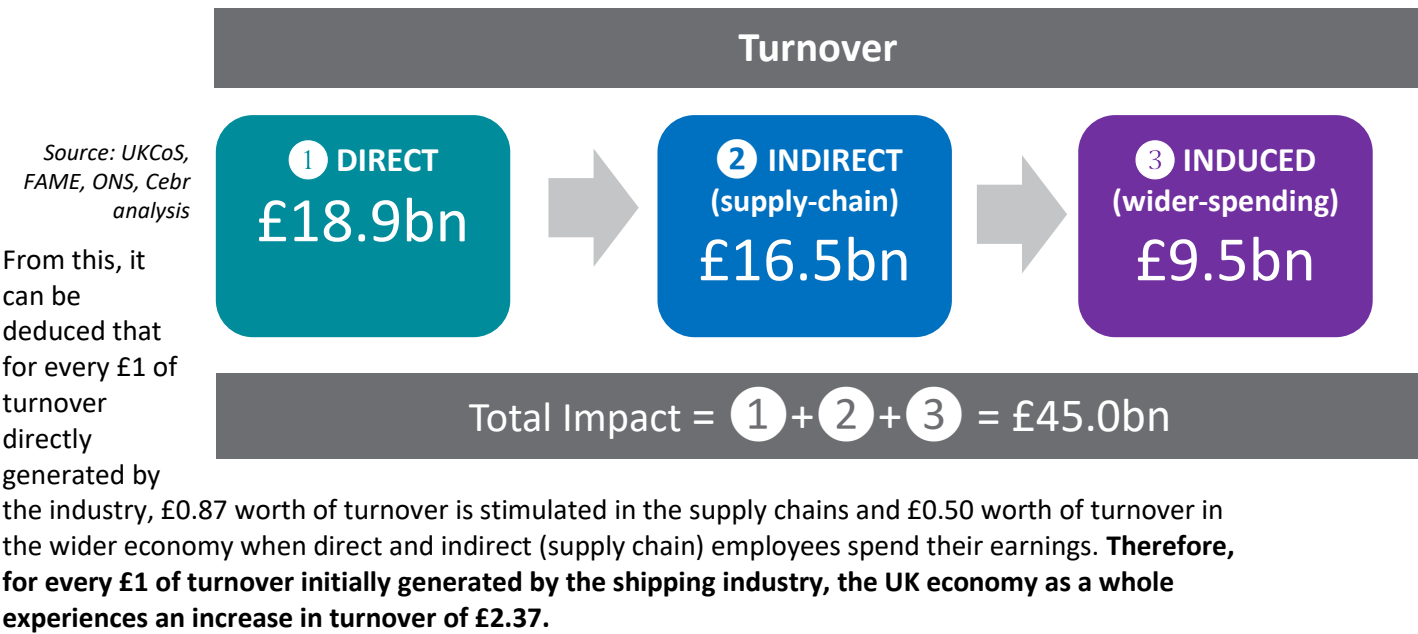 Turnover
Source: UKCoS,
FAME, ONS, Cebr
analysis
1 DIRECT
£18.9bn
2 INDIRECT
(supply-chain)
£16.5bn
3 INDUCED
(wider-spending)
£9.5bn
Total Impact = 1+2+3 = £45.0bn
From this, it
can be
deduced that
for every £1 of
turnover
directly
generated by
the industry, £0.87 worth of turnover is stimulated in the supply chains and £0.50 worth of turnover in
the wider economy when direct and indirect (supply chain) employees spend their earnings. Therefore,
for every £1 of turnover initially generated by the shipping industry, the UK economy as a whole
experiences an increase in turnover of £2.37.